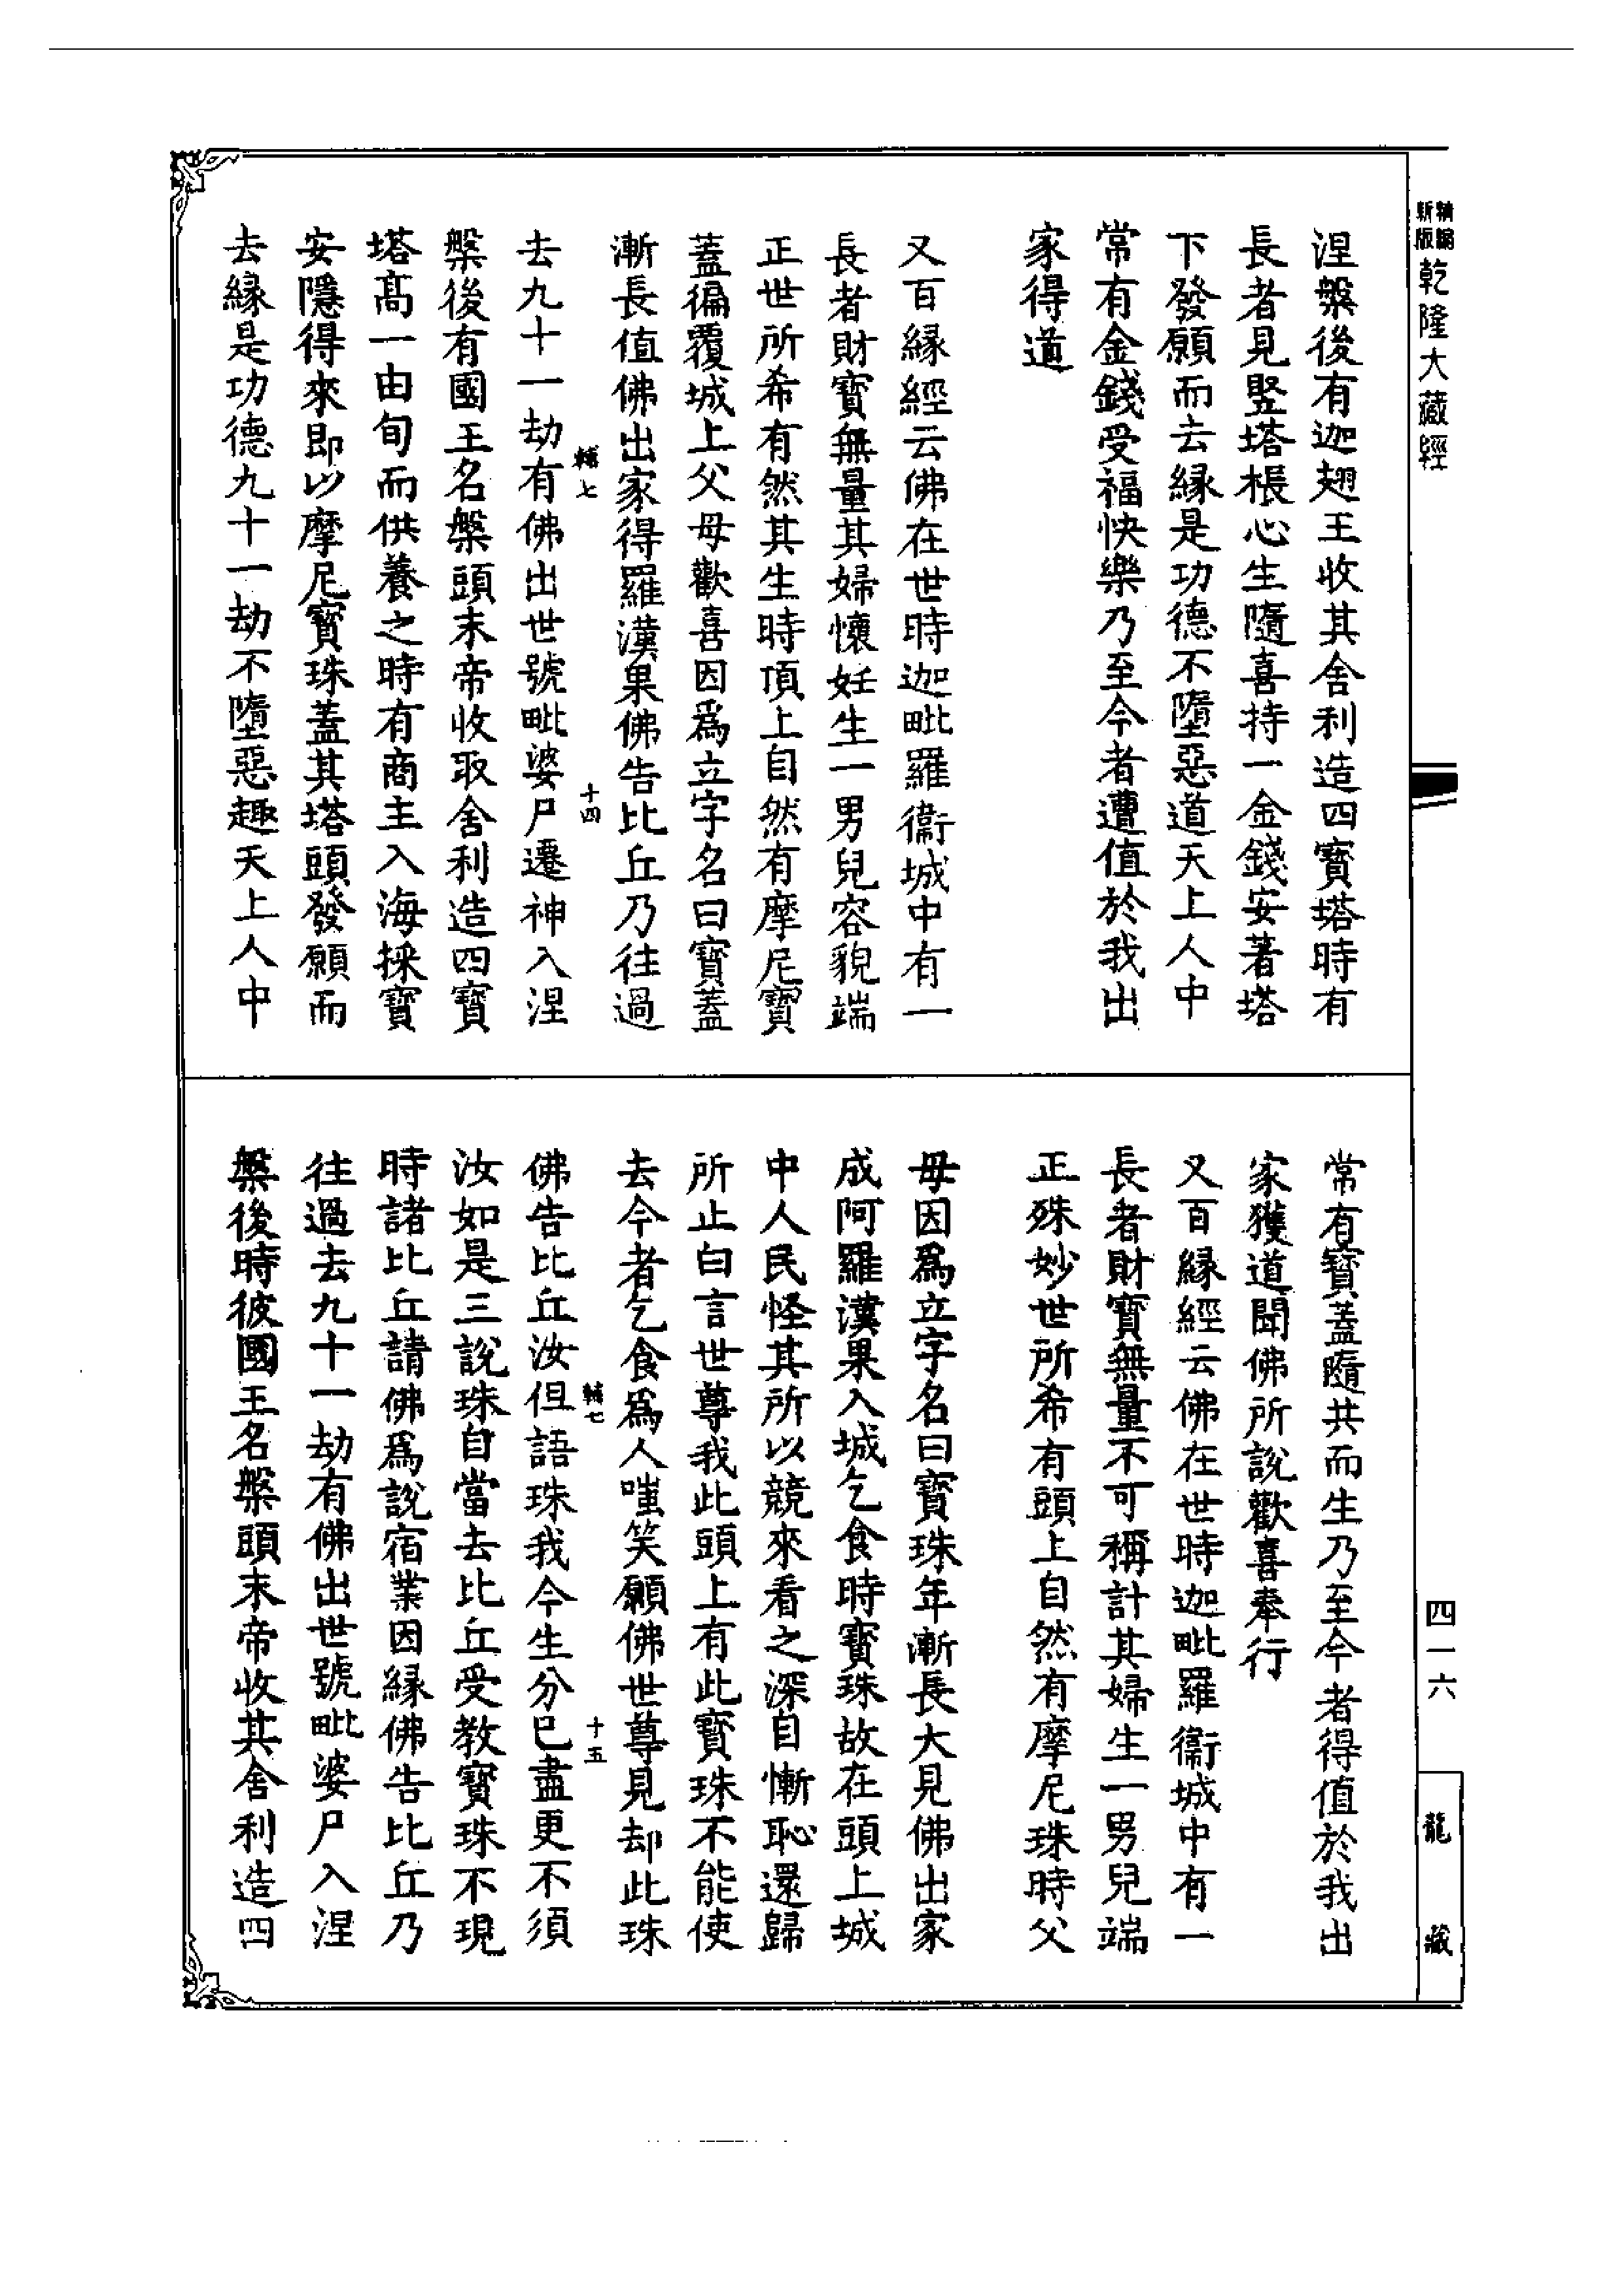 新版精編乾隆大藏經
涅槃後有迦翅王收其舍利造四寶塔時有
長者見竪塔棖心生隨喜持一金錢安著塔
下發願而去縁是功德不墮惡道天上人中
常有金錢受福快樂乃至今者遭值於我出
家得道
又百縁經云佛在世時迦毗羅衞城中有一
長者財寶無量其婦懷妊生一男兒容貌端
正世所希有然其生時頂上自然有摩尼寶
蓋徧覆城上父母歡喜因爲立字名曰寶蓋
漸長值佛出家得羅漢果佛告比丘乃往過
輔七 十四
去九十一劫有佛出世號毗婆尸遷神入涅
槃後有國王名槃頭末帝收取舍利造四寶
塔髙一由旬而供養之時有商主入海採寶
安隱得來即以摩尼寶珠蓋其塔頭發願而
去縁是功德九十一劫不墮惡趣天上人中
常有寶蓋隨共而生乃至今者得值於我出
家獲道聞佛所説歡喜奉行
又百縁經云佛在世時迦毗羅衞城中有一
長者財寶無量不可稱計其婦生一男兒端
正殊妙世所希有頭上自然有摩尼珠時父
母因爲立字名曰寶珠年漸長大見佛出家
成阿羅漢果入城乞食時寶珠故在頭上城
中人民怪其所以競來看之深自慚恥還歸
所止白言世尊我此頭上有此寶珠不能使
去今者乞食爲人嗤笑願佛世尊見却此珠
輔七 十五
佛告比丘汝但語珠我今生分已盡更不須
汝如是三説珠自當去比丘受教寶珠不現
時諸比丘請佛爲説宿業因縁佛告比丘乃
往過去九十一劫有佛出世號毗婆尸入涅
槃後時彼國王名槃頭末帝收其舍利造四
四一六
龍藏